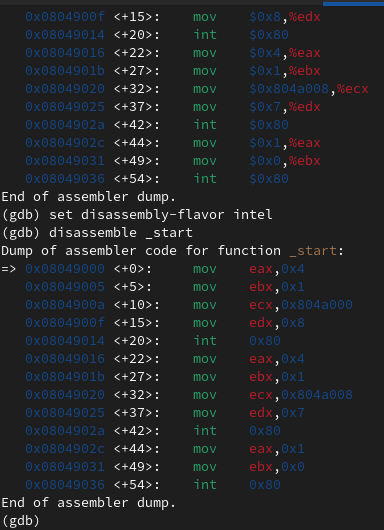 0x0804900f <+15>:    mov    $0x8,%edx
0x08049014 <+20>:    int    $0x80
0x08049016 <+22>:    mov    $0x4,%eax
0x0804901b <+27>:    mov    $0x1,%ebx
0x08049020 <+32>:    mov    $0x804a008,%ecx
0x08049025 <+37>:    mov    $0x7,%edx
0x0804902a <+42>:    int    $0x80
0x0804902c <+44>:    mov    $0x1,%eax
0x08049031 <+49>:    mov    $0x0,%ebx
0x08049036 <+54>:    int    $0x80
End of assembler dump.
(gdb) set disassembly-flavor intel
(gdb) disassemble _start
Dump of assembler code for function _start:
=> 0x08049000 <+0>:     mov    eax,0x4
0x08049005 <+5>:     mov    ebx,0x1
0x0804900a <+10>:    mov    ecx,0x804a000
0x0804900f <+15>:    mov    edx,0x8
0x08049014 <+20>:    int    0x80
0x08049016 <+22>:    mov    eax,0x4
0x0804901b <+27>:    mov    ebx,0x1
0x08049020 <+32>:    mov    ecx,0x804a008
0x08049025 <+37>:    mov    edx,0x7
0x0804902a <+42>:    int    0x80
0x0804902c <+44>:    mov    eax,0x1
0x08049031 <+49>:    mov    ebx,0x0
0x08049036 <+54>:    int    0x80
End of assembler dump.
(gdb)